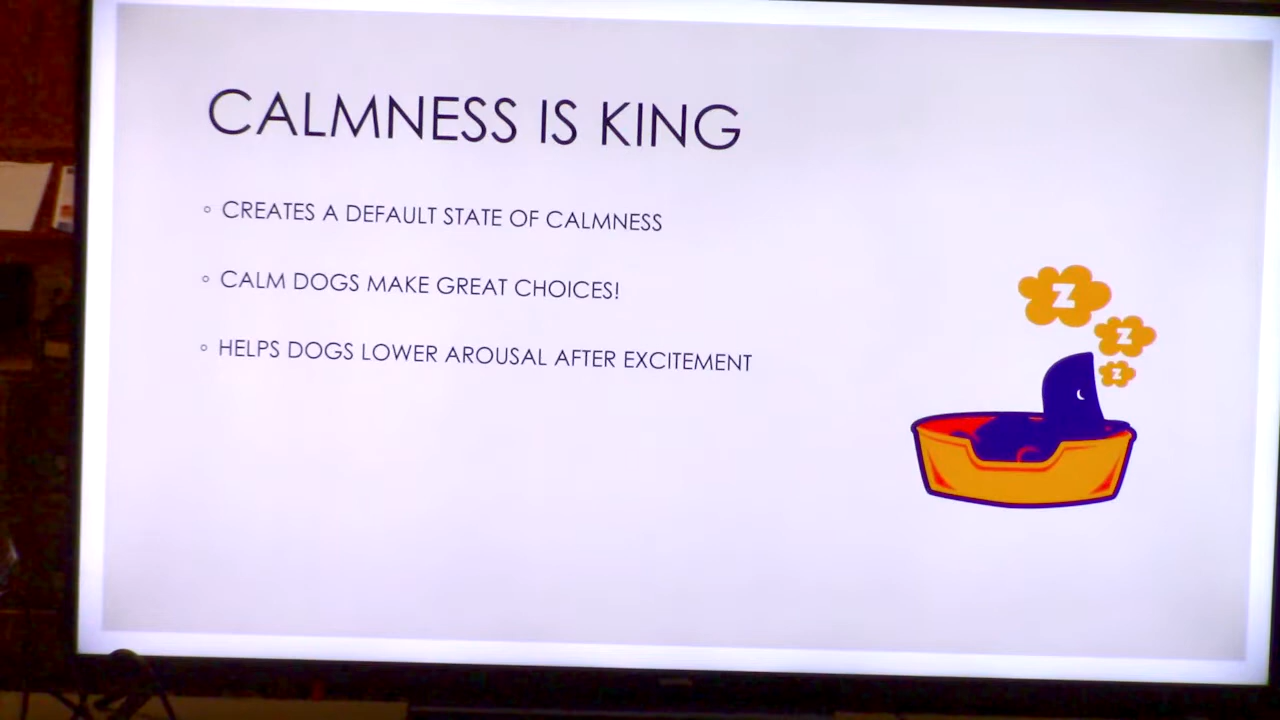 CALMNESS IS KING
◦ CREATES A DEFAULT STATE OF CALMNESS
◦ CALM DOGS MAKE GREAT CHOICES!
◦ HELPS DOGS LOWER AROUSAL AFTER EXCITEMENT
Z
Z
Z